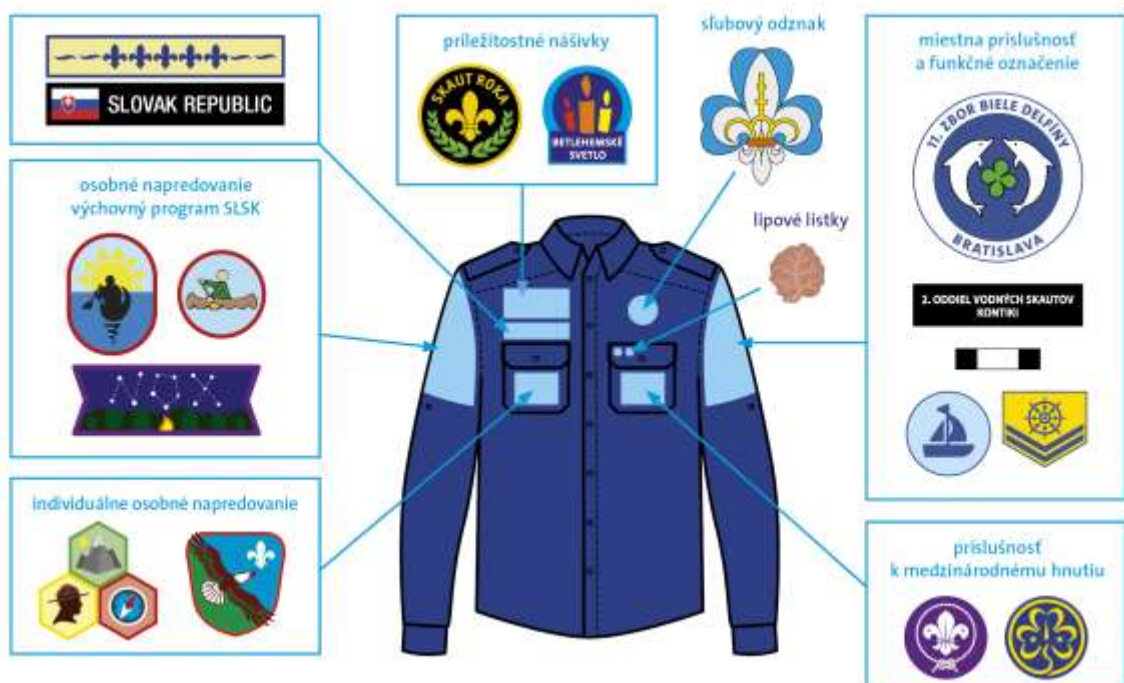 SLOVAK REPUBLIC
príležitostné nášivky
SKAUT ROKA
BETLEHEMSKÉ
SVETLO
sľubový odznak
miestna príslušnosť
a funkčné označenie
11. ZBOR BIELE DELFÍNY
BRATISLAVA
osobné napredovanie
výchovný program SLSK
lipové lístky
2. ODDIEL VODNÝCH SKAUTOV
KONTIKI
individuálne osobné napredovanie
príslušnosť
k medzinárodnému hnutiu